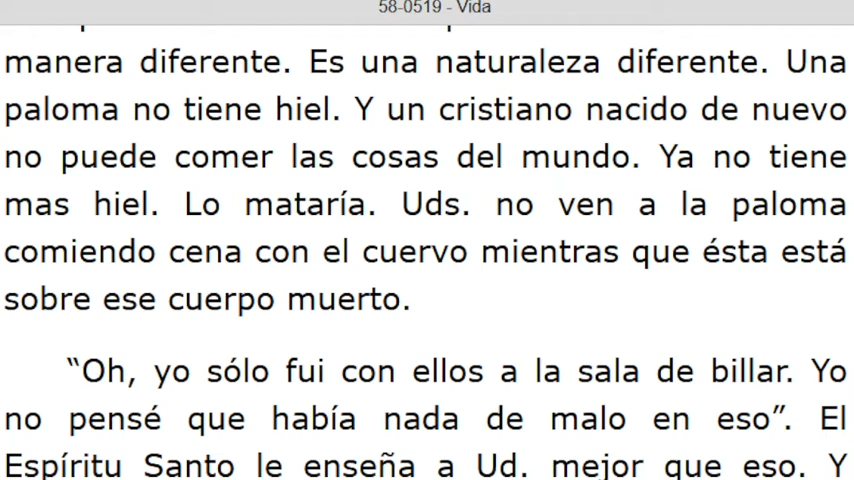 58-0519 - Vida
manera diferente. Es una naturaleza diferente. Una
paloma no tiene hiel. Y un cristiano nacido de nuevo
no puede comer las cosas del mundo. Ya no tiene
mas hiel. Lo mataría. Uds. no ven a la paloma
comiendo cena con el cuervo mientras que ésta está
sobre ese cuerpo muerto.
“Oh, yo sólo fui con ellos a la sala de billar. Yo
no pensé que había nada de malo en eso”. El
Espíritu Santo le enseña a Ud. mejor que eso. Y